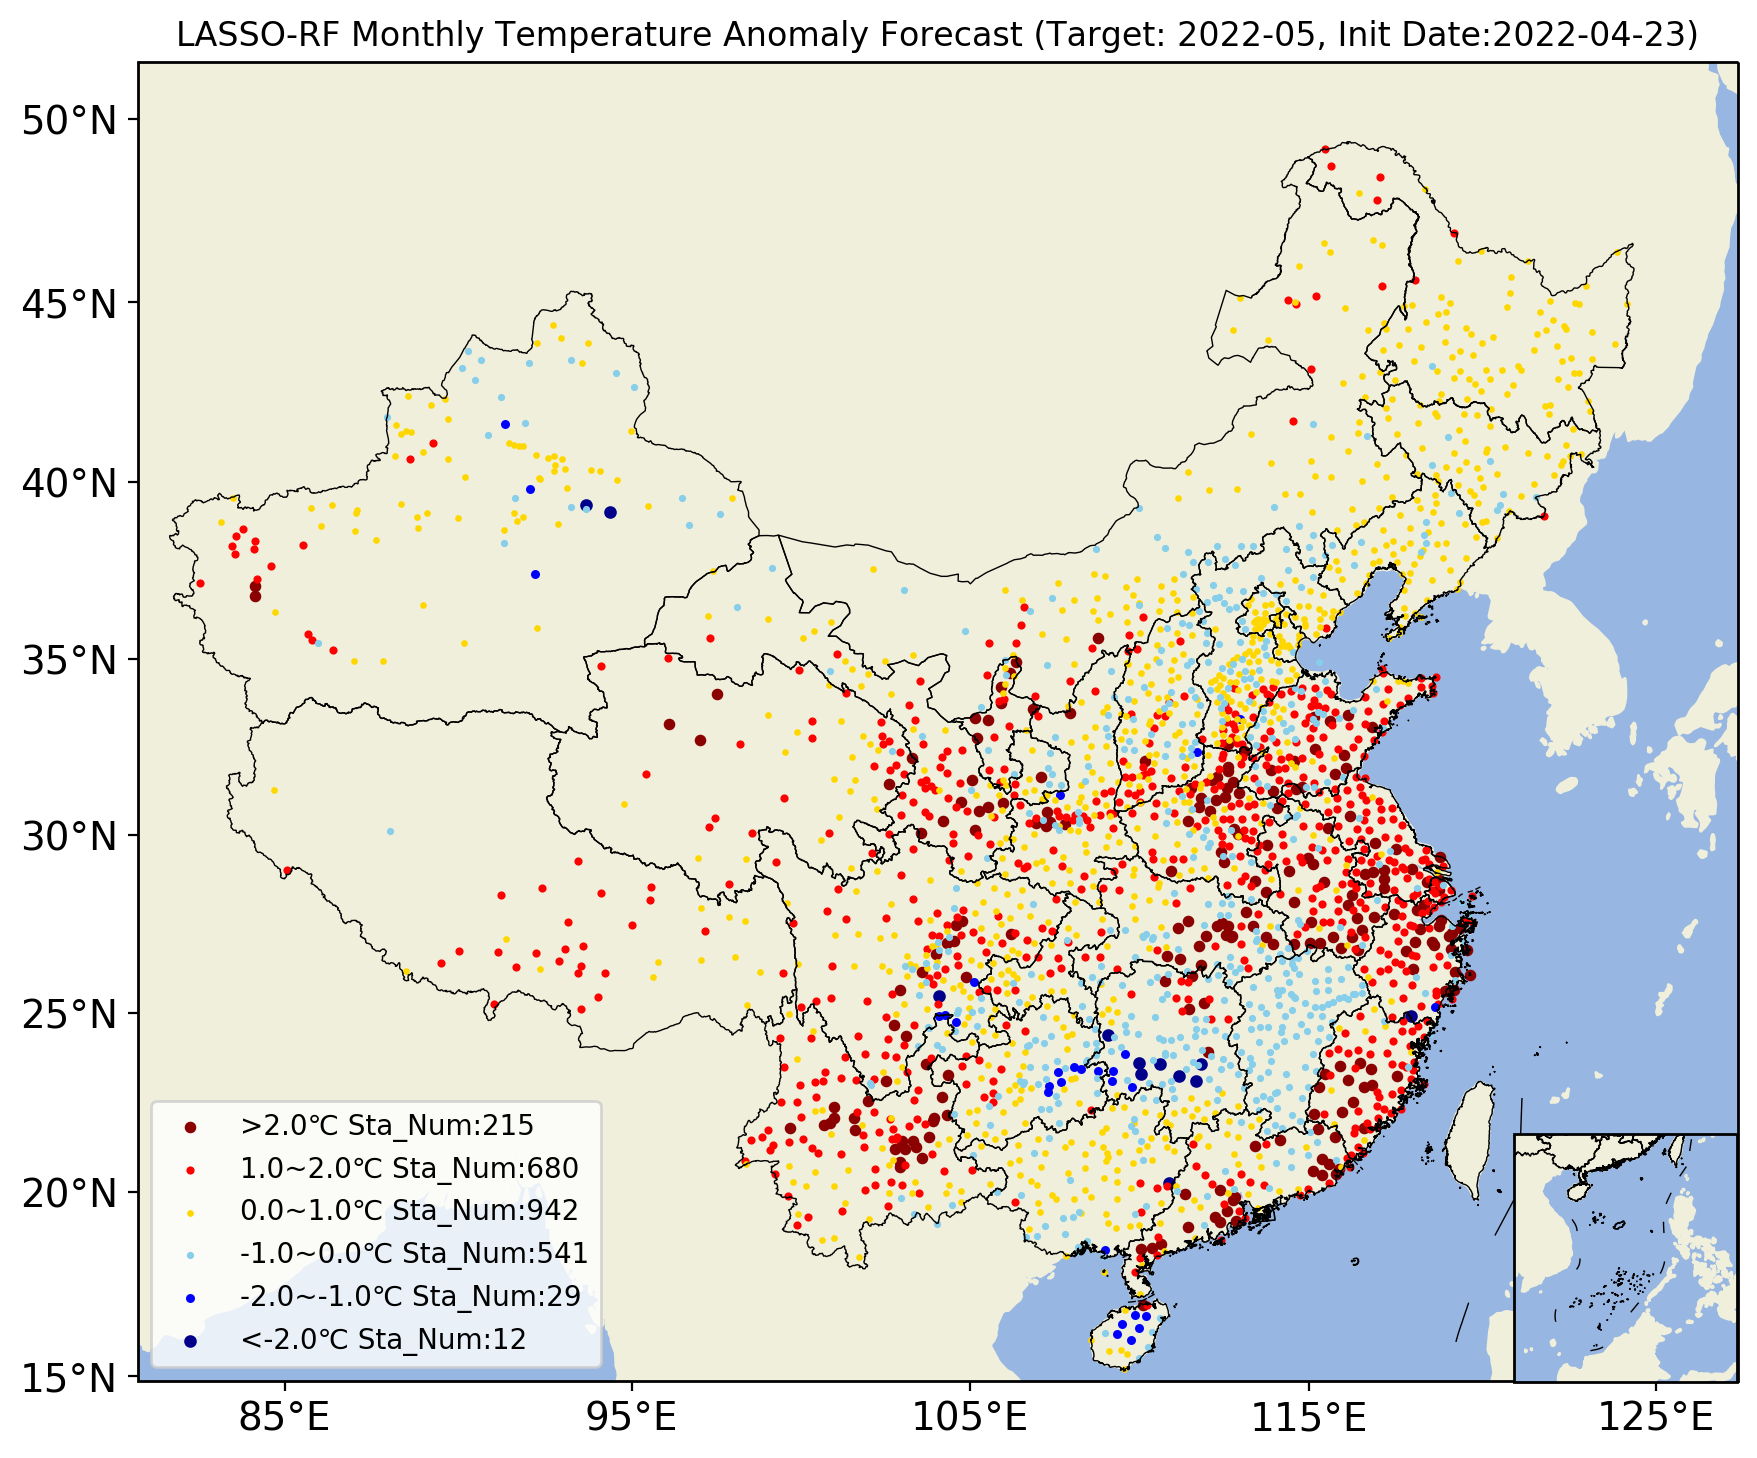 LASSO-RF Monthly Temperature Anomaly Forecast (Target: 2022-05, Init Date:2022-04-23)
50°N
45°N
40°N
35°N
30°N
25°N
20°N
15°N
>2.0℃ Sta_Num:215
1.0~2.0℃ Sta_Num:680
0.0~1.0℃ Sta_Num:942
-1.0~0.0℃ Sta_Num:541
-2.0~-1.0℃ Sta_Num:29
<-2.0℃ Sta_Num:12
85°E
95°E
105°E
115°E
125°E